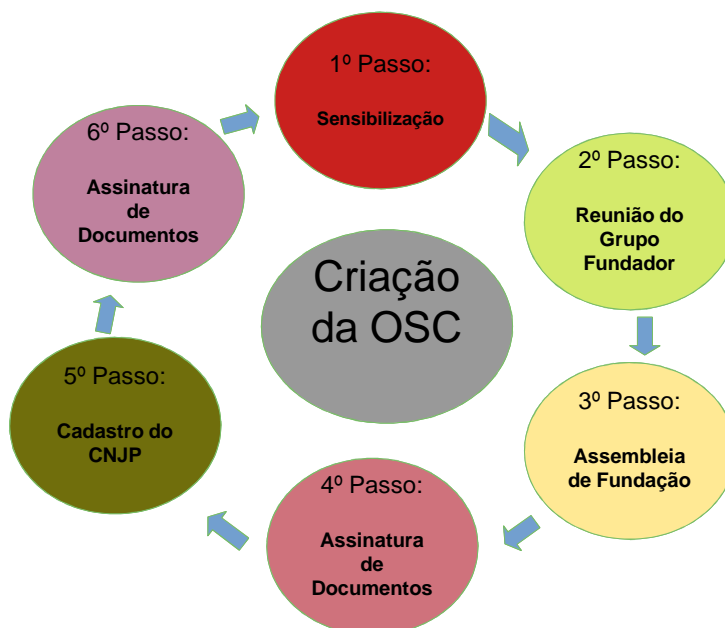 1º Passo:
Sensibilização
2º Passo:
Reunião do
Grupo
Fundador
3º Passo:
Assembleia
de Fundação
4º Passo:
Assinatura
de
Documentos
5º Passo:
Cadastro do
CNJP
6º Passo:
Assinatura
de
Documentos
Criação
da OSC